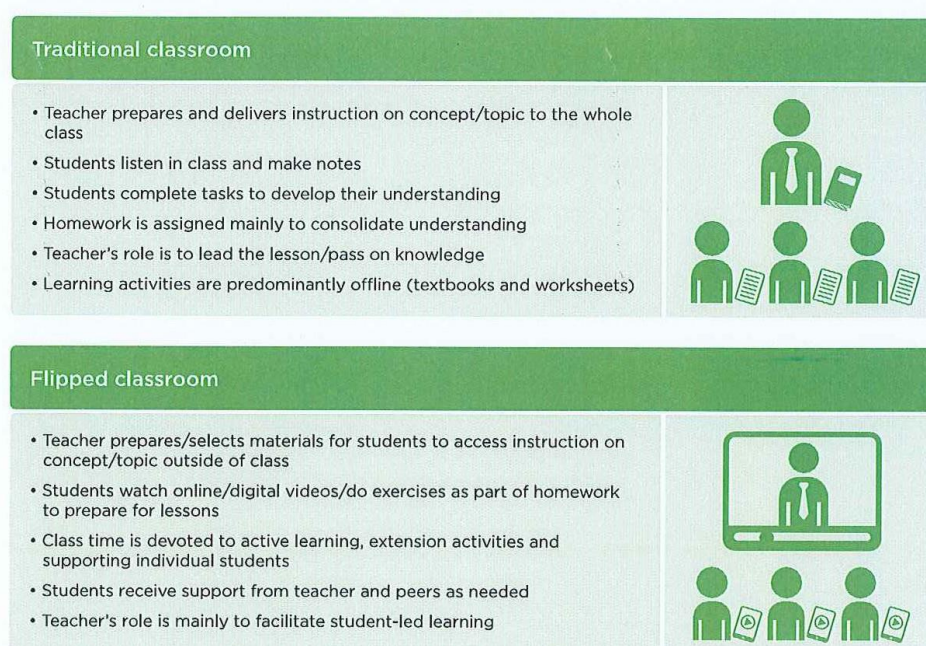 Traditional classroom
• Teacher prepares and delivers instruction on concept/topic to the whole
class
• Students listen in class and make notes
• Students complete tasks to develop their understanding
• Homework is assigned mainly to consolidate understanding
• Teacher's role is to lead the lesson/pass on knowledge
• Learning activities are predominantly offline (textbooks and worksheets)
Flipped classroom
• Teacher prepares/selects materials for students to access instruction on
concept/topic outside of class
• Students watch online/digital videos/do exercises as part of homework
to prepare for lessons
• Class time is devoted to active learning, extension activities and
supporting individual students
• Students receive support from teacher and peers as needed
• Teacher's role is mainly to facilitate student-led learning